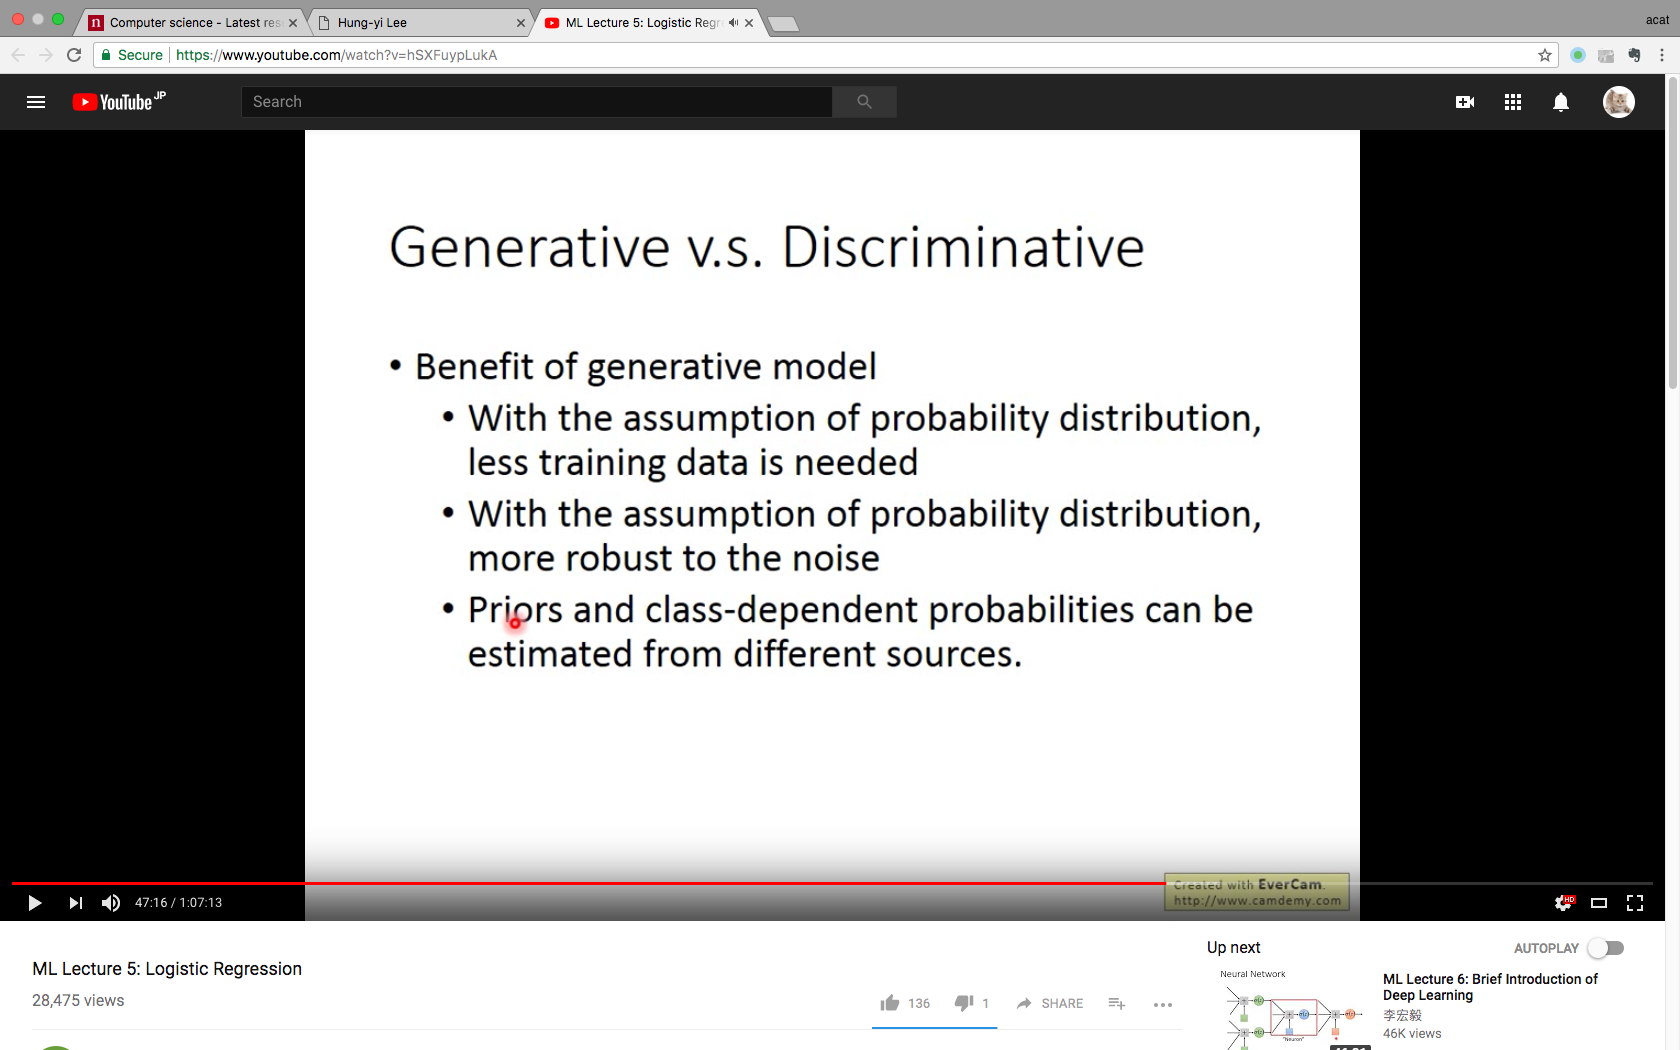 Computer science - Latest res
Hung-yi Lee
ML Lecture 5: Logistic Regr
acat
Secure
https://www.youtube.com/watch?v=hSXFuypLukA
YouTube JP
Search
Generative v.s. Discriminative
• Benefit of generative model
• With the assumption of probability distribution,
less training data is needed
• With the assumption of probability distribution,
more robust to the noise
• Priors and class-dependent probabilities can be
estimated from different sources.
Created with EverCam.
http://www.camdemy.com
47:16 / 1:07:13
HD
ML Lecture 5: Logistic Regression
28,475 views
136
1
SHARE
Up next
AUTOPLAY
Neural Network
"Neuron"
ML Lecture 6: Brief Introduction of
Deep Learning
李宏毅
46K views